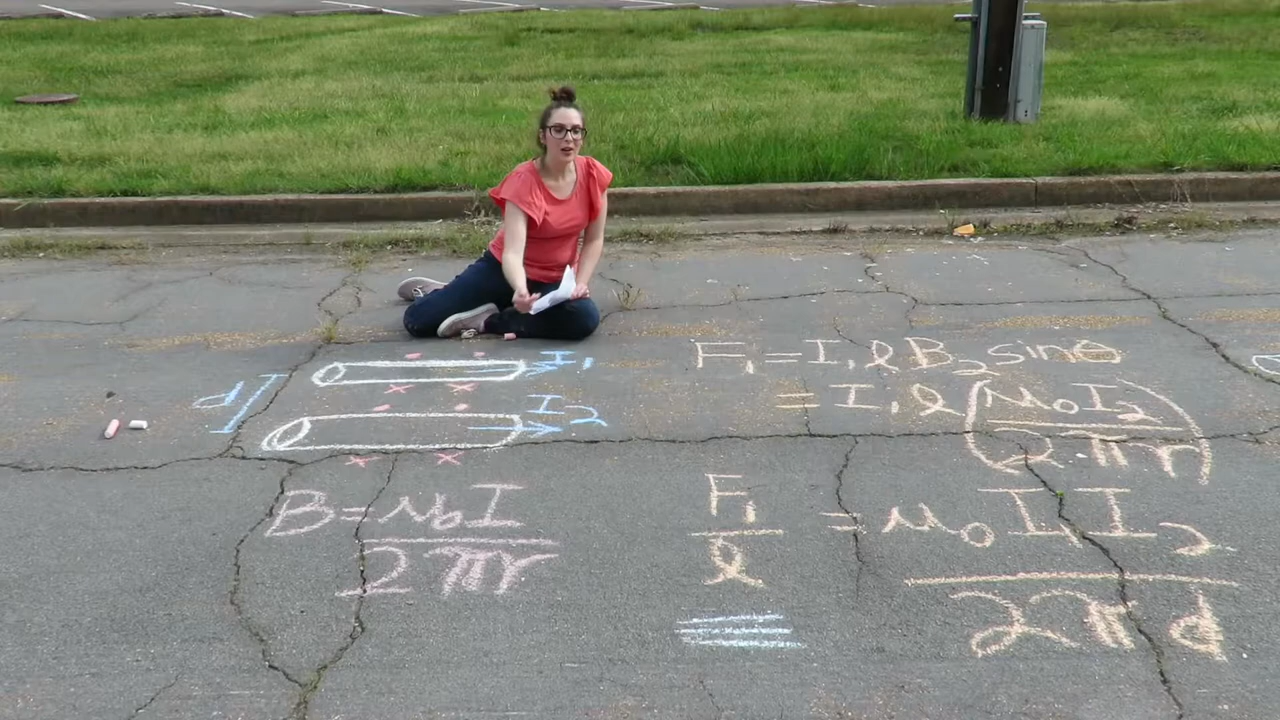 I₁
d I₂
B = μ₀I / 2πr
F₁ = I₁ℓB₂sinθ
= I₁ℓ(μ₀I₂ / 2πr)
F₁ / ℓ = μ₀I₁I₂ / 2πd